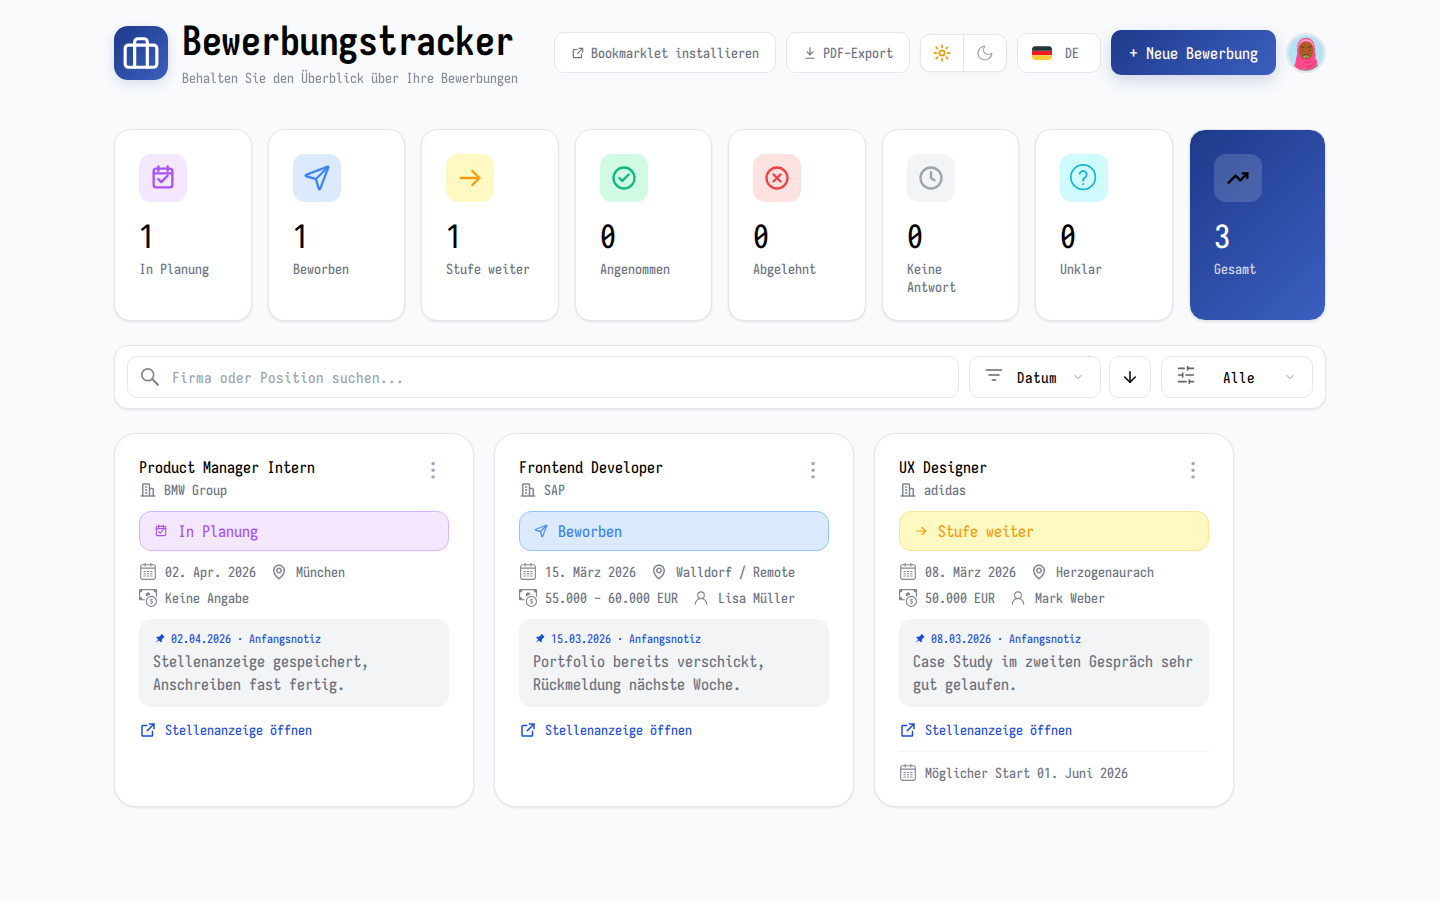 Bewerbungstracker
Behalten Sie den Überblick über Ihre Bewerbungen
Bookmarklet installieren
PDF-Export
DE
+ Neue Bewerbung
1
In Planung
1
Beworben
1
Stufe weiter
0
Angenommen
0
Abgelehnt
0
Keine
Antwort
0
Unklar
3
Gesamt
Firma oder Position suchen...
Datum
Alle
Product Manager Intern
BMW Group
In Planung
02. Apr. 2026
München
Keine Angabe
02.04.2026 · Anfangsnotiz
Stellenanzeige gespeichert,
Anschreiben fast fertig.
Stellenanzeige öffnen
Frontend Developer
SAP
Beworben
15. März 2026
Walldorf / Remote
55.000 – 60.000 EUR
Lisa Müller
15.03.2026 · Anfangsnotiz
Portfolio bereits verschickt,
Rückmeldung nächste Woche.
Stellenanzeige öffnen
UX Designer
adidas
Stufe weiter
08. März 2026
Herzogenaurach
50.000 EUR
Mark Weber
08.03.2026 · Anfangsnotiz
Case Study im zweiten Gespräch sehr
gut gelaufen.
Stellenanzeige öffnen
Möglicher Start 01. Juni 2026